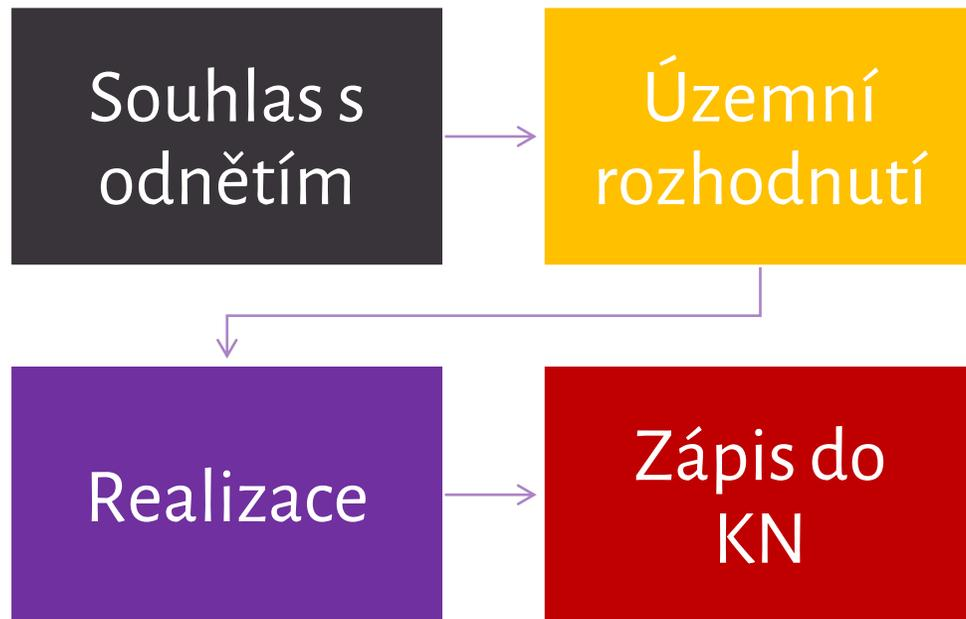 Souhlas s
odnětím
Územní
rozhodnutí
Realizace
Zápis do
KN